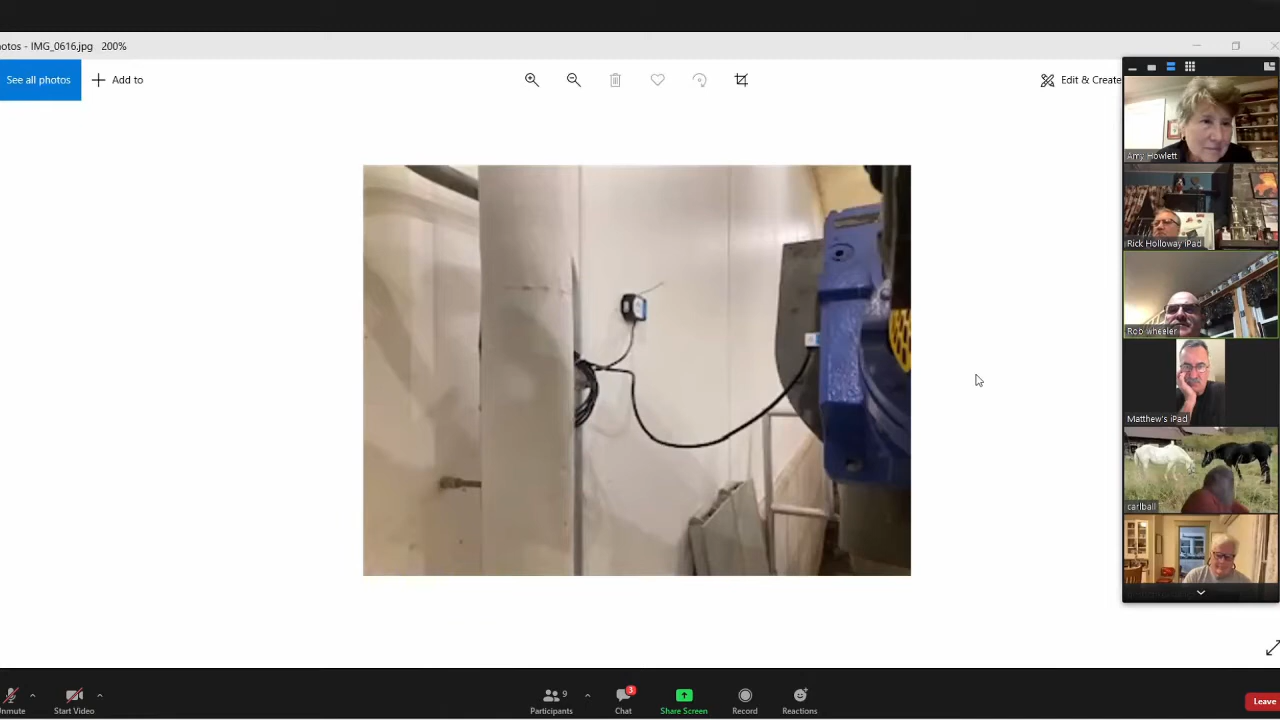 otos - IMG_0616.jpg 200%
See all photos
Add to
Edit & Create
Amy Howlett
Rick Holloway iPad
Rob wheeler
Matthew's iPad
carlball
nmute
Start Video
9
Participants
3
Chat
Share Screen
Record
Reactions
Leave